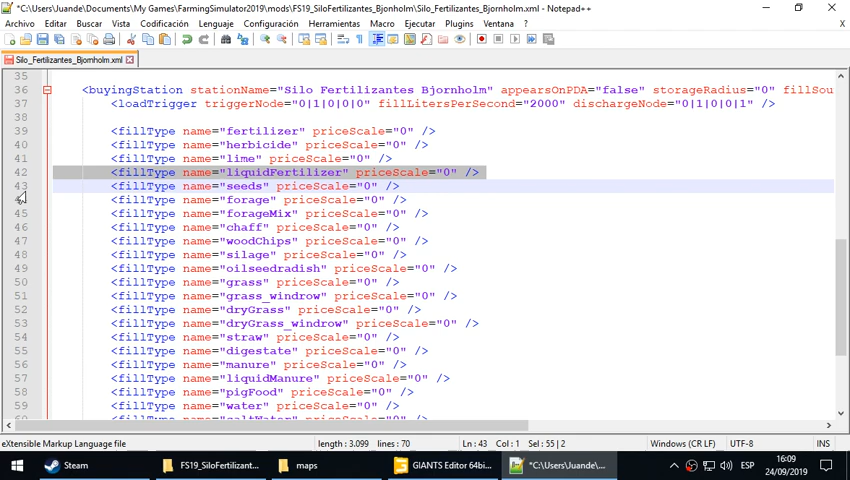 *C:\Users\Juande\Documents\My Games\FarmingSimulator2019\mods\FS19_SiloFertilizantes_Bjonholm\Silo_Fertilizantes_Bjornholm.xml - Notepad++
Archivo Editar Buscar Vista Codificación Lenguaje Configuración Herramientas Macro Ejecutar Plugins Ventana ?
Silo_Fertilizantes_Bjornholm.xml
35
36 <buyingStation stationName="Silo Fertilizantes Bjornholm" appearsOnPDA="false" storageRadius="0" fillSou
37 <loadTrigger triggerNode="0|1|0|0|0" fillLitersPerSecond="2000" dischargeNode="0|1|0|0|1" />
38
39 <fillType name="fertilizer" priceScale="0" />
40 <fillType name="herbicide" priceScale="0" />
41 <fillType name="lime" priceScale="0" />
42 <fillType name="liquidFertilizer" priceScale="0" />
43 <fillType name="seeds" priceScale="0" />
<fillType name="forage" priceScale="0" />
45 <fillType name="forageMix" priceScale="0" />
46 <fillType name="chaff" priceScale="0" />
47 <fillType name="woodChips" priceScale="0" />
48 <fillType name="silage" priceScale="0" />
49 <fillType name="oilseedradish" priceScale="0" />
50 <fillType name="grass" priceScale="0" />
51 <fillType name="grass_windrow" priceScale="0" />
52 <fillType name="dryGrass" priceScale="0" />
53 <fillType name="dryGrass_windrow" priceScale="0" />
54 <fillType name="straw" priceScale="0" />
55 <fillType name="digestate" priceScale="0" />
56 <fillType name="manure" priceScale="0" />
57 <fillType name="liquidManure" priceScale="0" />
58 <fillType name="pigFood" priceScale="0" />
59 <fillType name="water" priceScale="0" />
60 <fillType name="saltWater" priceScale="0" />
eXtensible Markup Language file length : 3.099 lines : 70 Ln : 43 Col : 1 Sel : 55 | 2 Windows (CR LF) UTF-8 INS
Steam FS19_SiloFertilizant... maps GIANTS Editor 64bi... *C:\Users\Juande\... ESP 16:09
24/09/2019